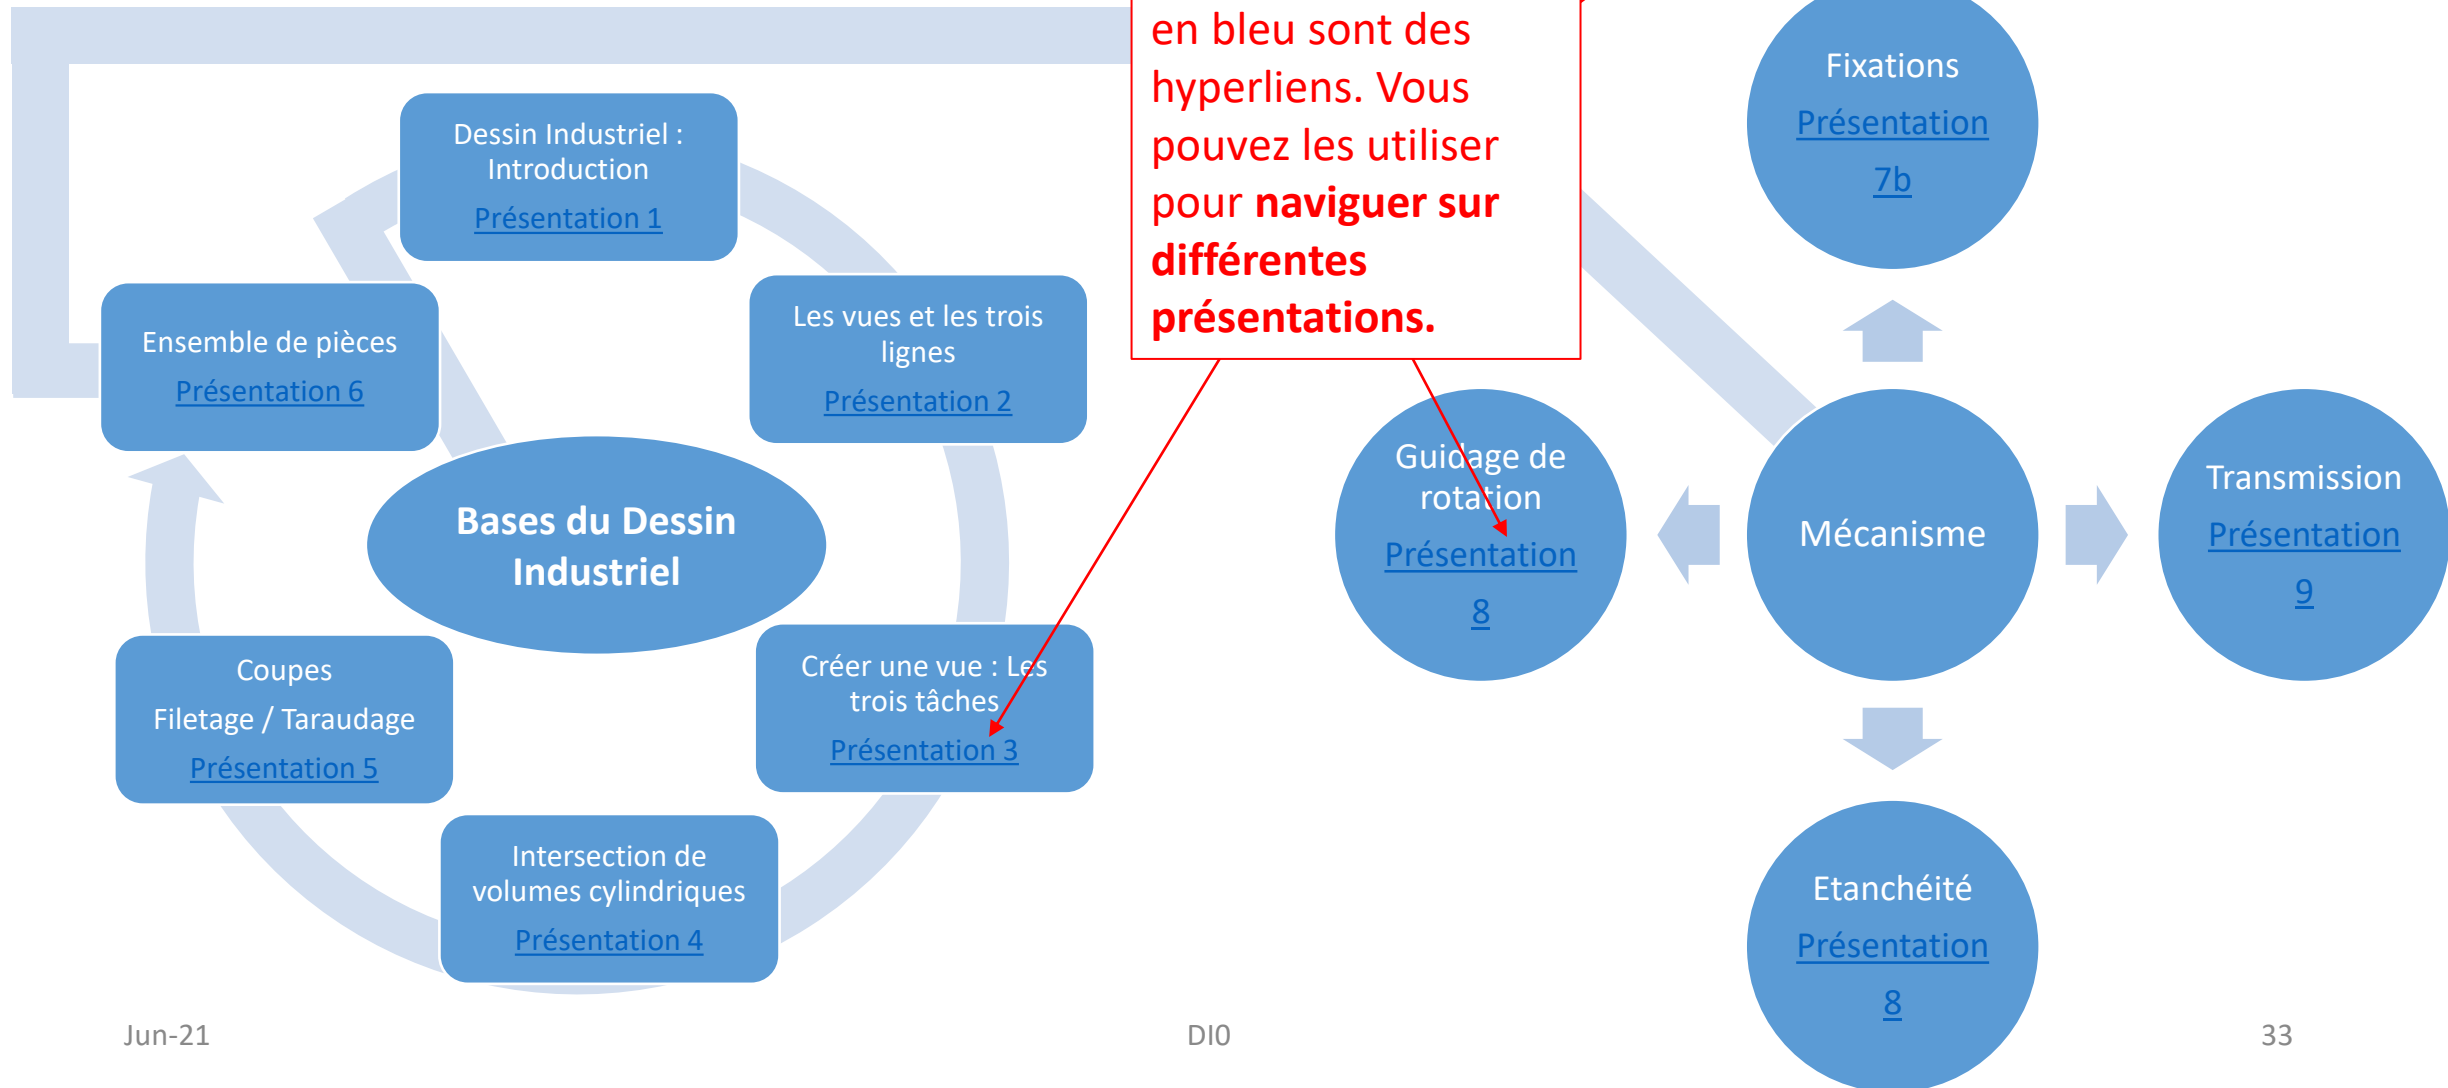 en bleu sont des
hyperliens. Vous
pouvez les utiliser
pour naviguer sur
différentes
présentations.
Dessin Industriel :
Introduction
Présentation 1
Les vues et les trois
lignes
Présentation 2
Créer une vue : Les
trois tâches
Présentation 3
Intersection de
volumes cylindriques
Présentation 4
Coupes
Filetage / Taraudage
Présentation 5
Ensemble de pièces
Présentation 6
Bases du Dessin
Industriel
Fixations
Présentation
7b
Guidage de
rotation
Présentation
8
Mécanisme
Transmission
Présentation
9
Etanchéité
Présentation
8
Jun-21
DI0
33